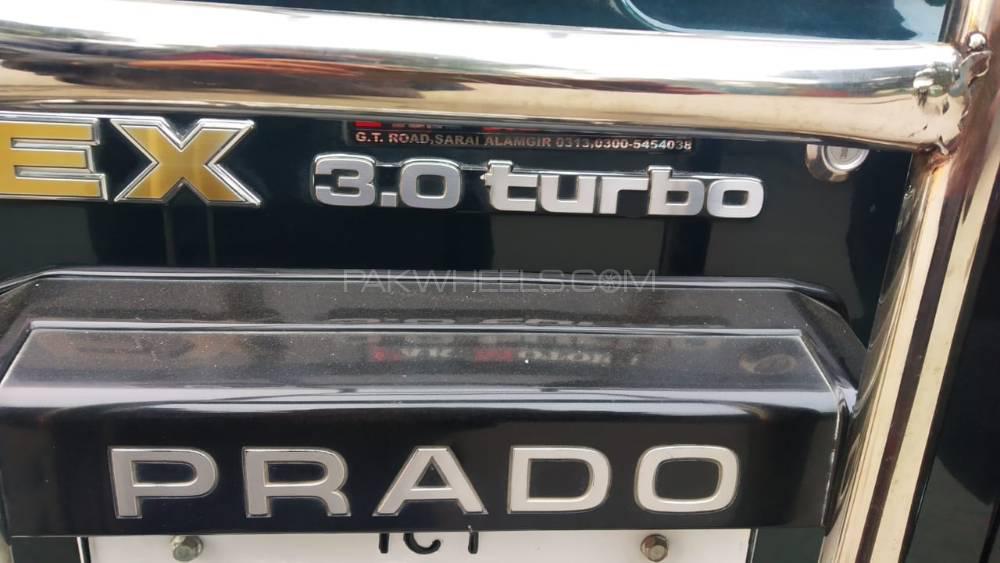 G.T. ROAD,SARAI ALAMGIR 0313,0300-5454038
EX 3.0 turbo
PAKWHEELS.COM
PRADO